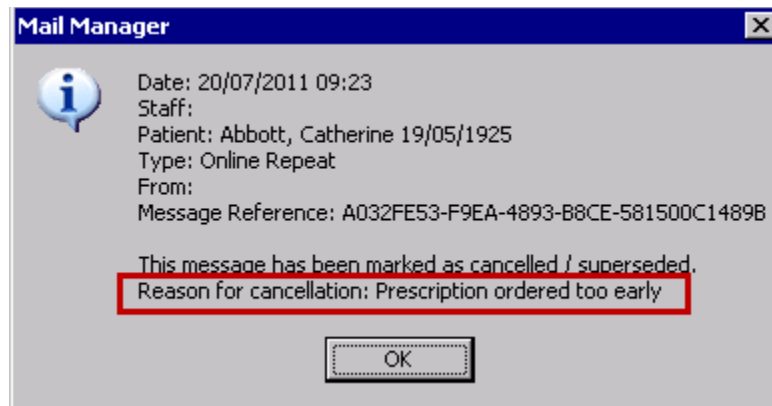 Mail Manager
Date: 20/07/2011 09:23
Staff:
Patient: Abbott, Catherine 19/05/1925
Type: Online Repeat
From:
Message Reference: A032FE53-F9EA-4893-B8CE-581500C1489B
This message has been marked as cancelled / superseded.
Reason for cancellation: Prescription ordered too early
OK